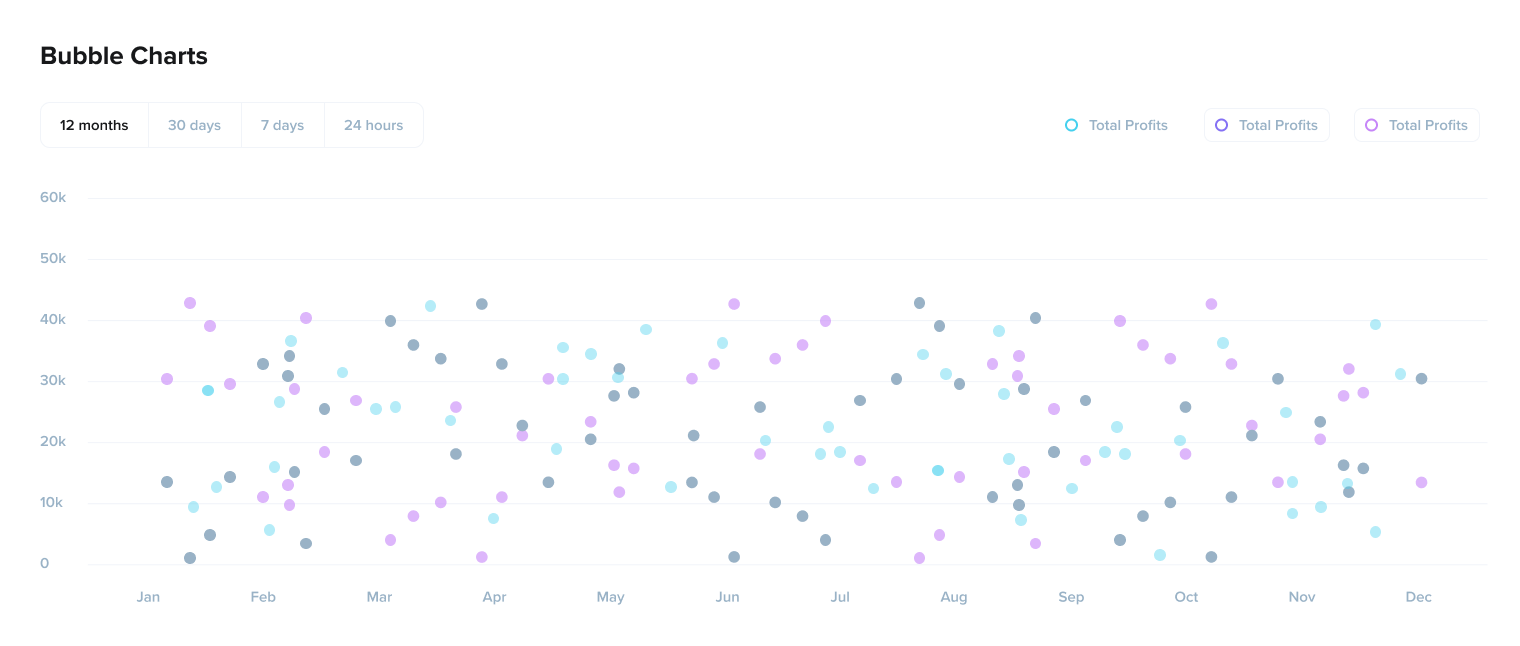 Bubble Charts
12 months 30 days 7 days 24 hours Total Profits Total Profits Total Profits
60k
50k
40k
30k
20k
10k
0
Jan Feb Mar Apr May Jun Jul Aug Sep Oct Nov Dec